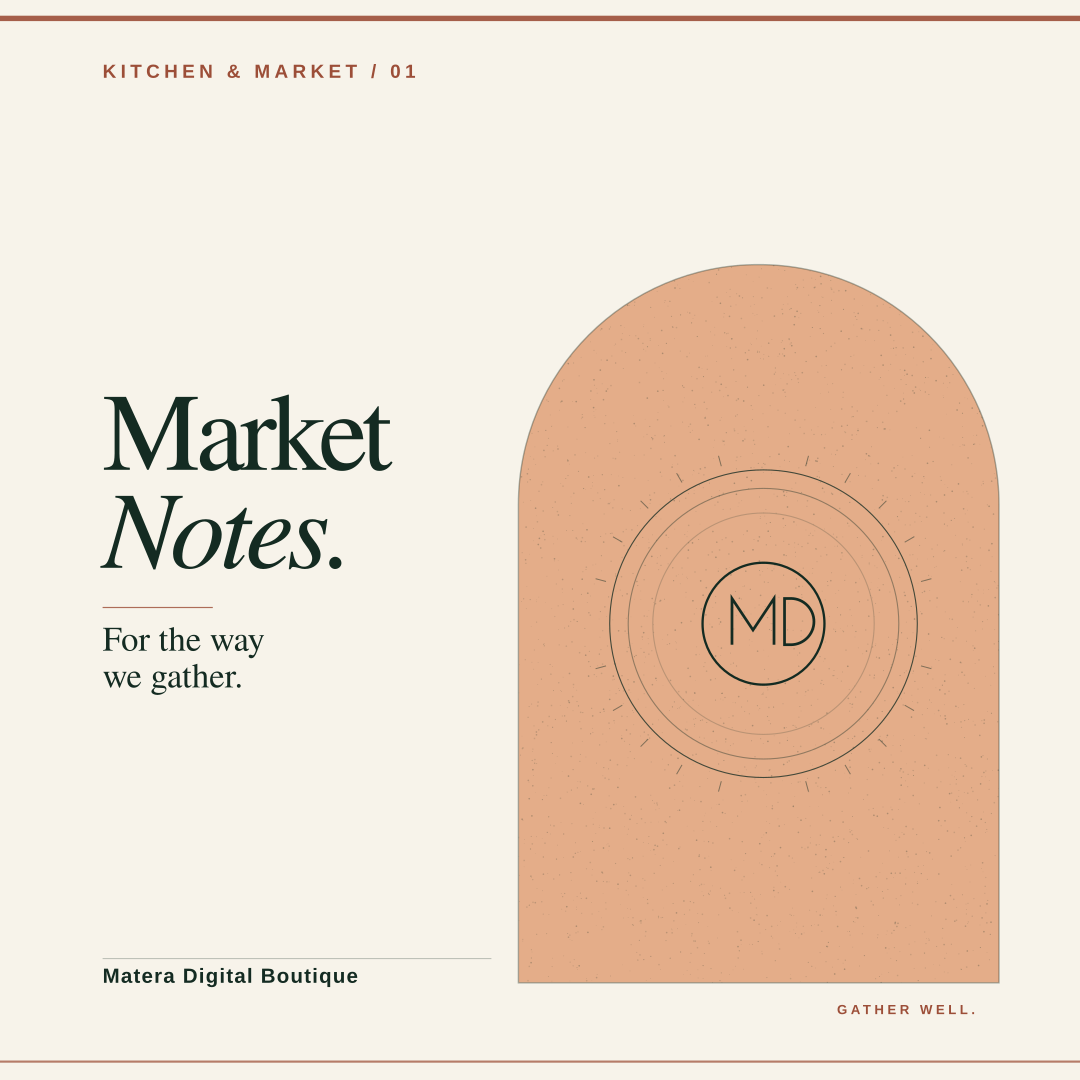 KITCHEN & MARKET / 01
Market
Notes.
For the way
we gather.
MD
Matera Digital Boutique
GATHER WELL.